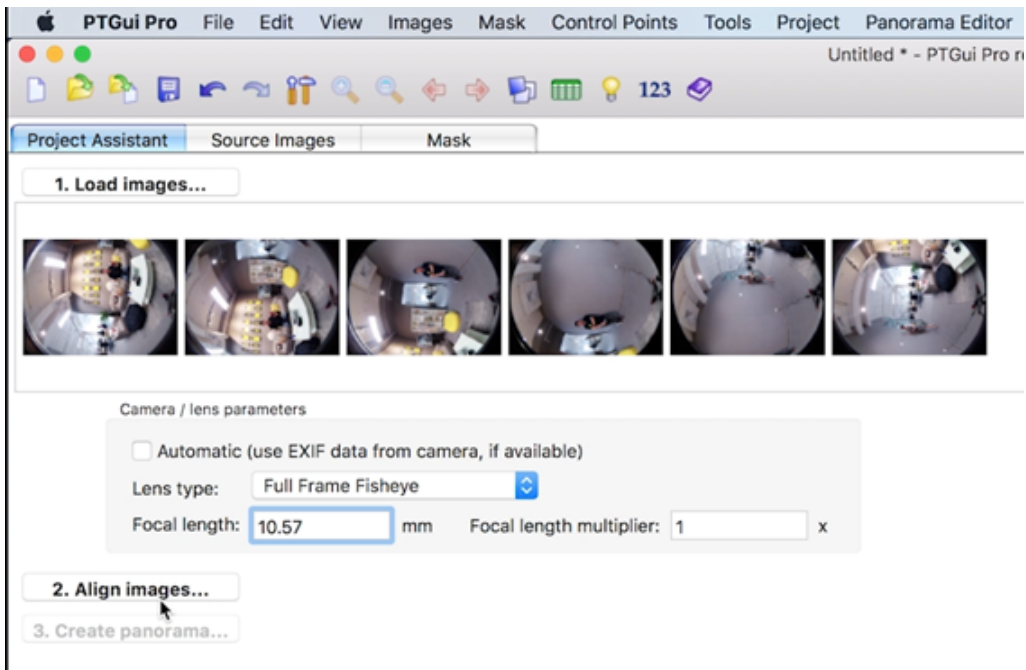 PTGui Pro File Edit View Images Mask Control Points Tools Project Panorama Editor
Untitled * - PTGui Pro
123
Project Assistant Source Images Mask
1. Load images...
Camera / lens parameters
Automatic (use EXIF data from camera, if available)
Lens type: Full Frame Fisheye
Focal length: 10.57 mm Focal length multiplier: 1 x
2. Align images...
3. Create panorama...